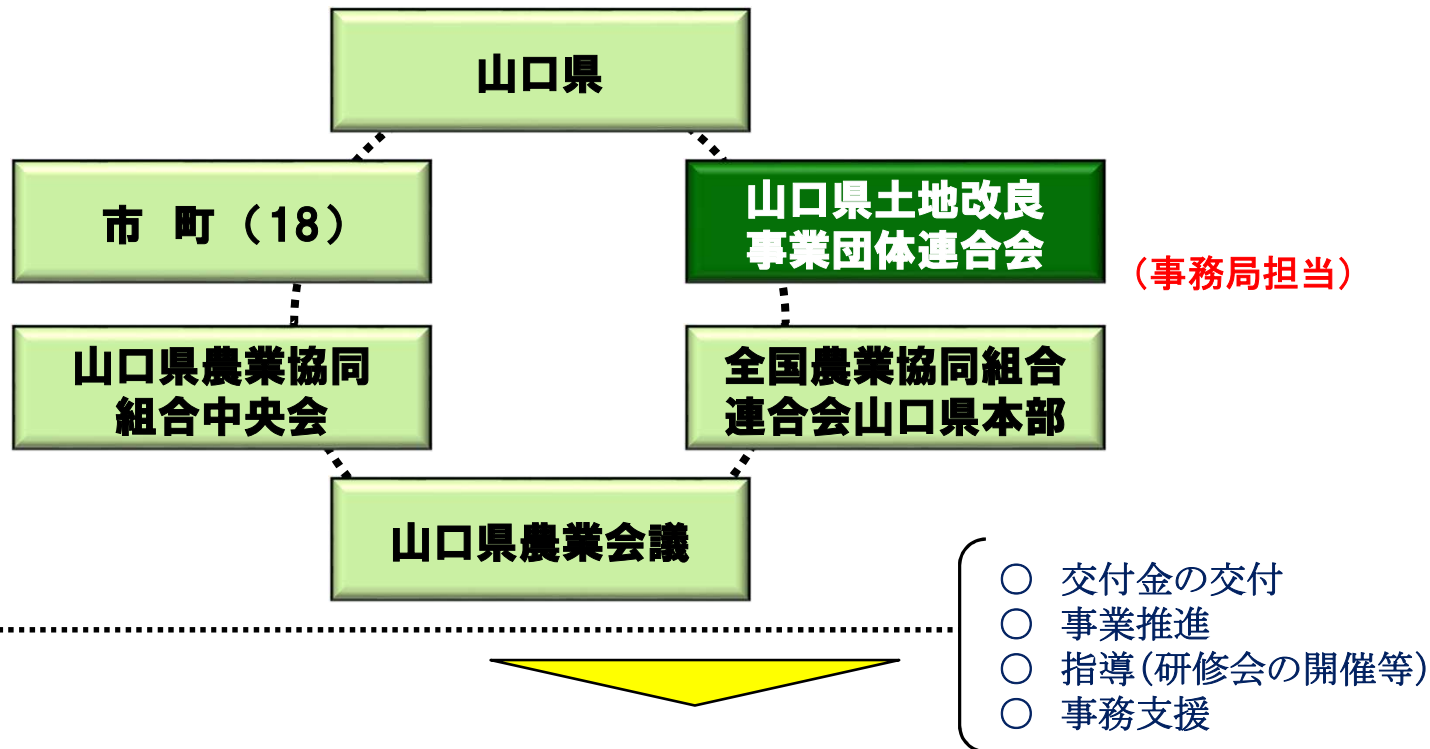 山口県
市 町（18）
山口県土地改良
事業団体連合会
（事務局担当）
山口県農業協同
組合中央会
全国農業協同組合
連合会山口県本部
山口県農業会議
○ 交付金の交付
○ 事業推進
○ 指導（研修会の開催等）
○ 事務支援